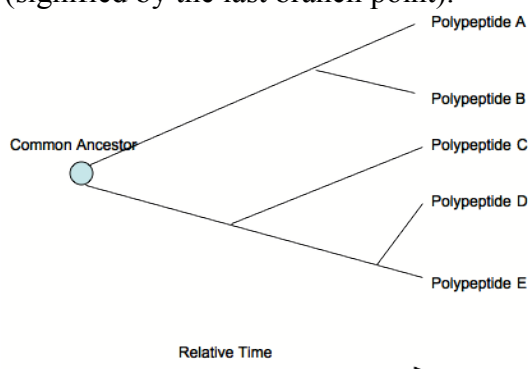 (signified by the last branch point).
Polypeptide A
Polypeptide B
Common Ancestor
Polypeptide C
Polypeptide D
Polypeptide E
Relative Time